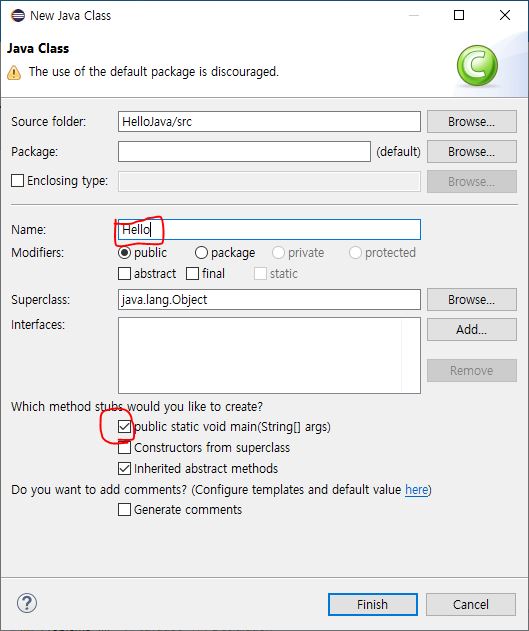 New Java Class
Java Class
The use of the default package is discouraged.
Source folder: HelloJava/src Browse...
Package: (default) Browse...
Enclosing type: Browse...
Name: Hello
Modifiers: public package private protected
abstract final static
Superclass: java.lang.Object Browse...
Interfaces: Add...
Remove
Which method stubs would you like to create?
public static void main(String[] args)
Constructors from superclass
Inherited abstract methods
Do you want to add comments? (Configure templates and default value here)
Generate comments
Finish Cancel